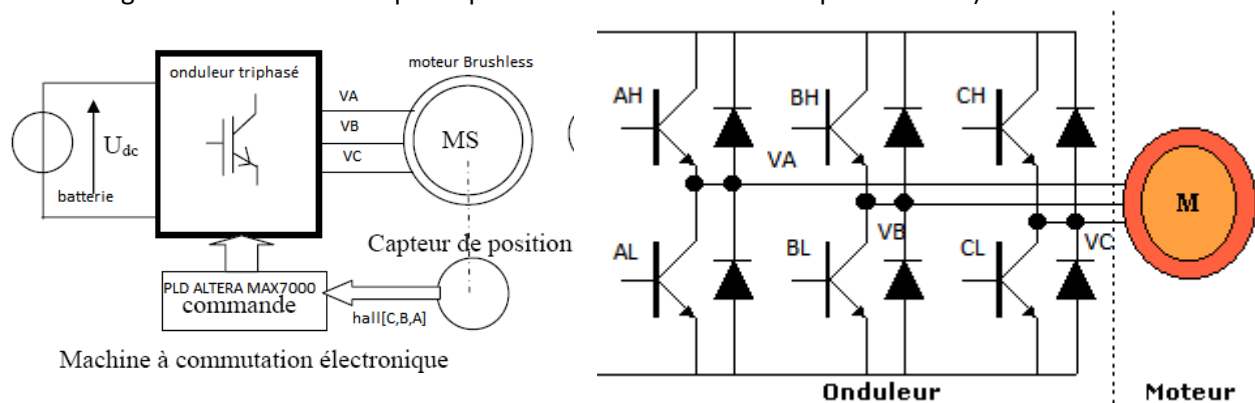 onduleur triphasé
moteur Brushless
VA
VB
VC
MS
Udc
batterie
Capteur de position
PLD ALTERA MAX7000
commande
hall[C,B,A]
Machine à commutation électronique
AH
BH
CH
VA
VB
VC
AL
BL
CL
M
Onduleur
Moteur